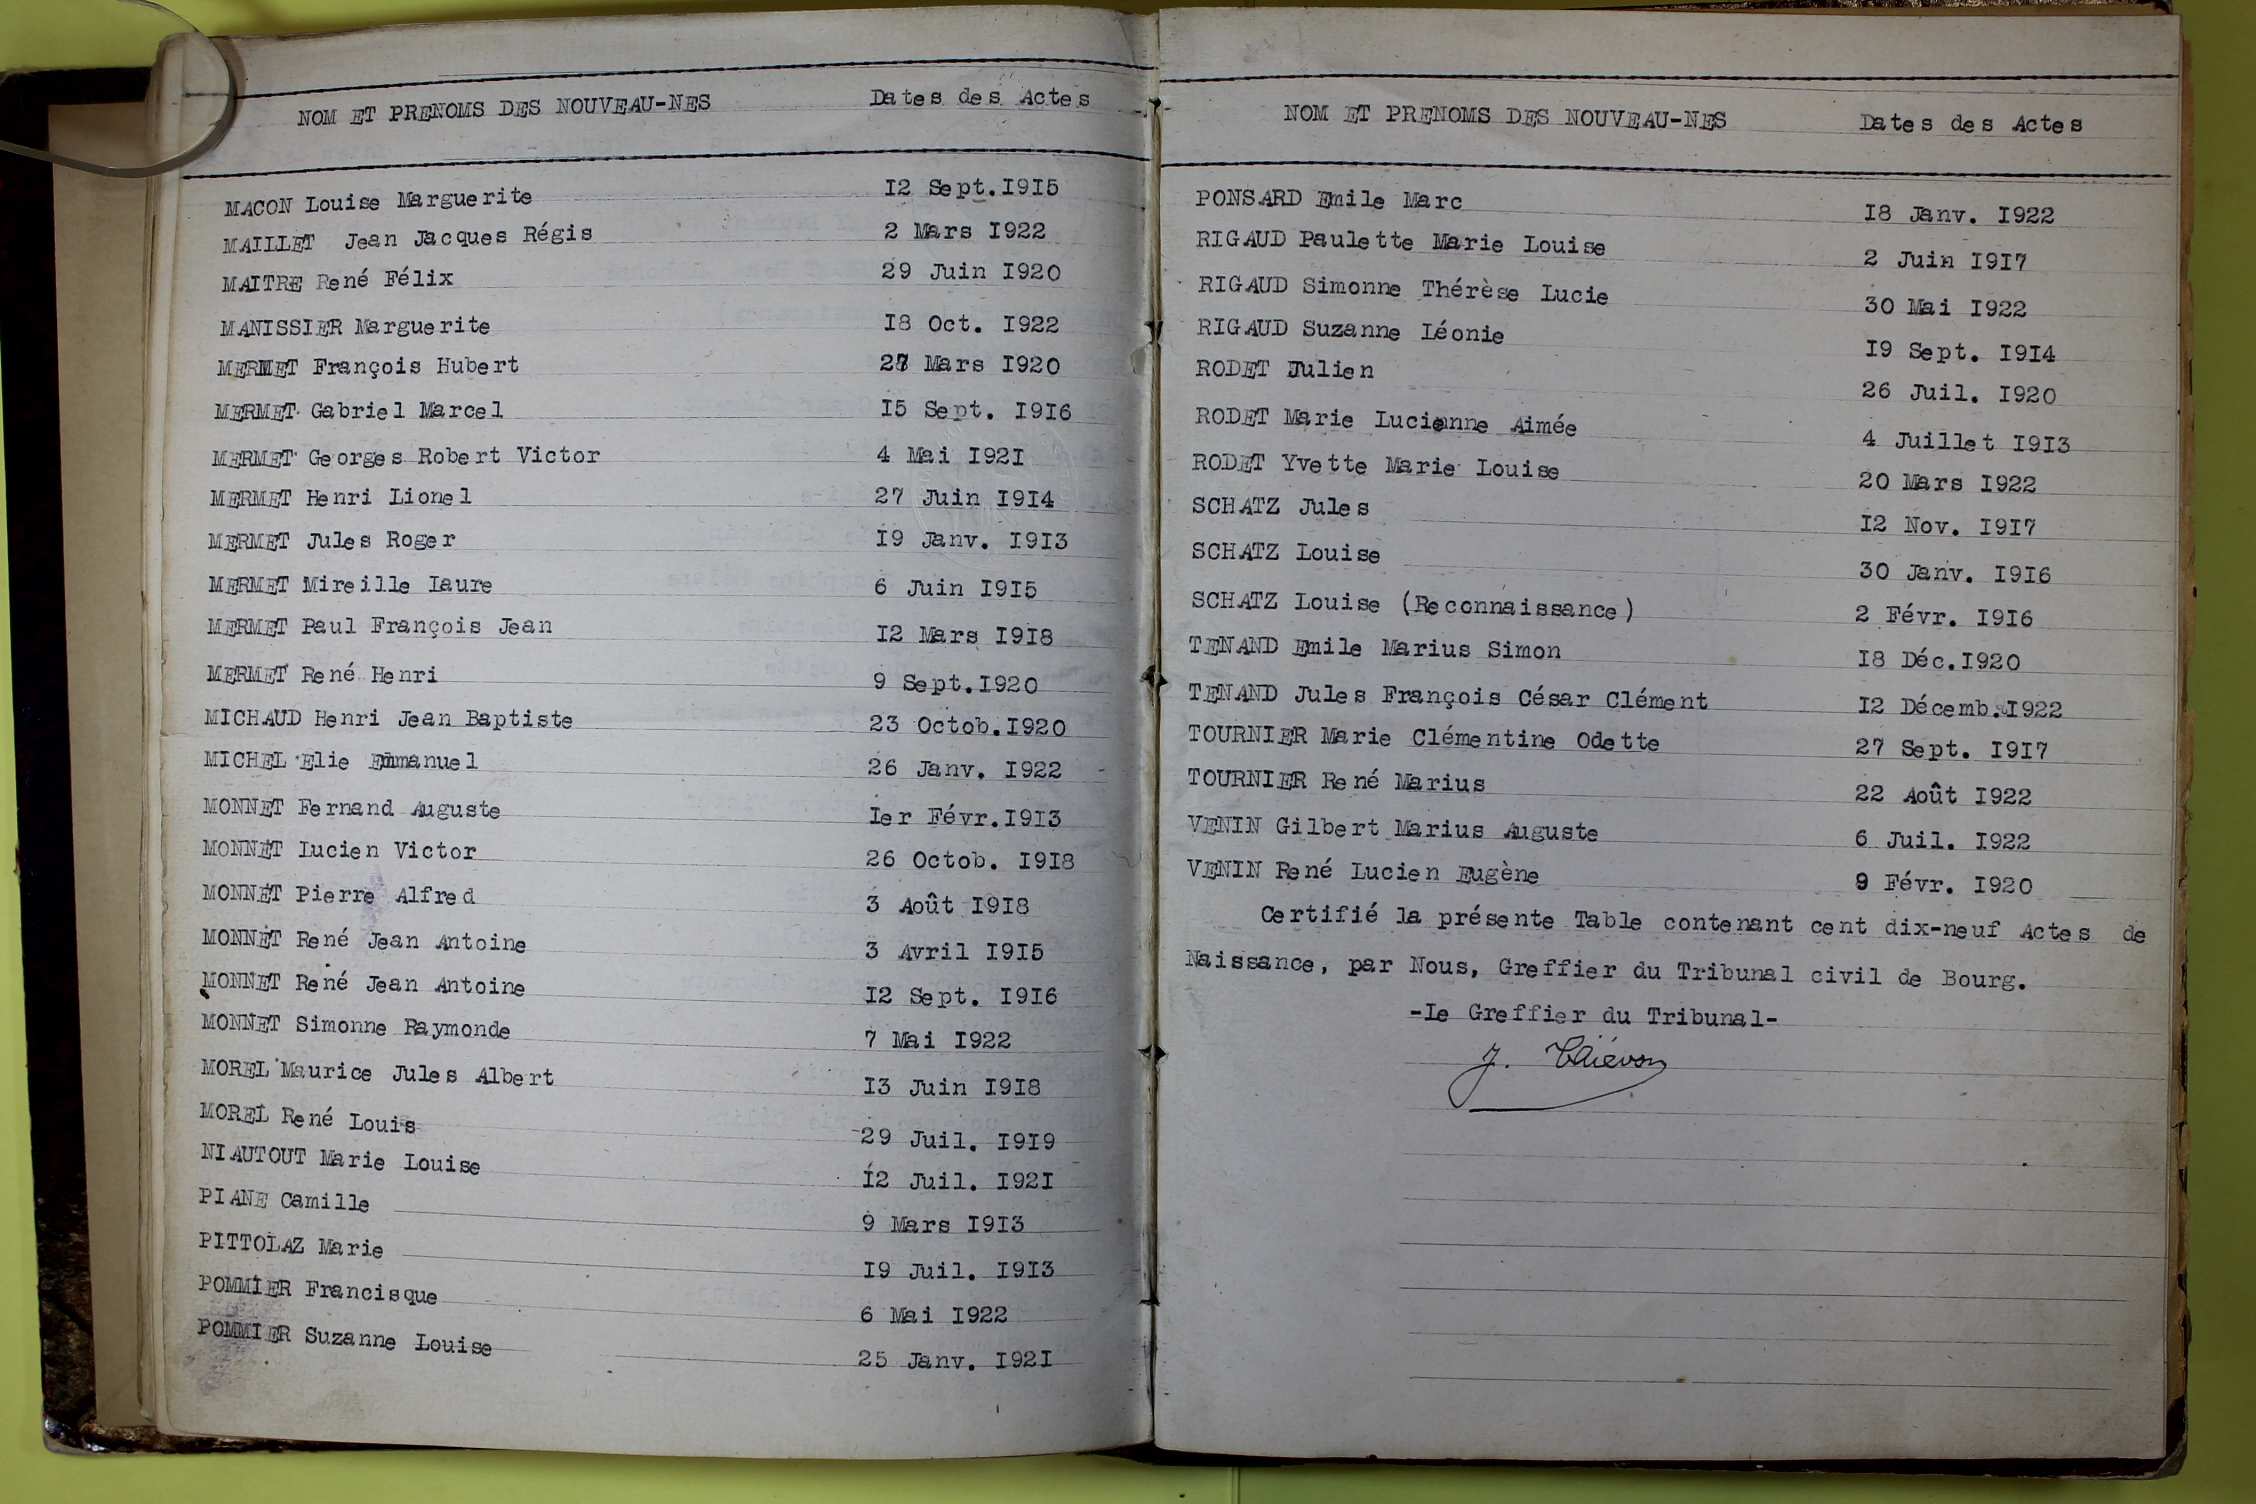 NOM ET PRENOMS DES NOUVEAU-NES Dates des Actes
MACON Louise Marguerite 12 Sept.1915
MAILLET Jean Jacques Régis 2 Mars 1922
MAITRE René Félix 29 Juin 1920
MANISSIER Marguerite 18 Oct. 1922
MERMET François Hubert Mars 1920
MERMET Gabriel Marcel 15 Sept. 1916
MERMET Georges Robert Victor 4 Mai 1921
MERMET Henri Lionel 27 Juin 1914
MERMET Jules Roger 19 Janv. 1913
MERMET Mireille Laure 6 Juin 1915
MERMET Paul François Jean 12 Mars 1918
MERMET René Henri 9 Sept.1920
MICHAUD Henri Jean Baptiste 23 Octob.1920
MICHEL Elie Emmanuel 26 Janv. 1922
MONNET Fernand Auguste 1er Févr.1913
MONNET Lucien Victor 26 Octob. 1918
MONNET Pierre Alfred 3 Août 1918
MONNET René Jean Antoine 3 Avril 1915
MONNET René Jean Antoine 12 Sept. 1916
MONNET Simonne Raymonde 7 Mai 1922
MOREL Maurice Jules Albert 13 Juin 1918
MOREL René Louis 29 Juil. 1919
NIAUTOUT Marie Louise 12 Juil. 1921
PIANE Camille 9 Mars 1913
PITTOLAZ Marie 19 Juil. 1913
POMMIER Francisque 6 Mai 1922
POMMIER Suzanne Louise 25 Janv. 1921
NOM ET PRENOMS DES NOUVEAU-NES Dates des Actes
PONSARD Emile Marc 18 Janv. 1922
RIGAUD Paulette Marie Louise 2 Juin 1917
RIGAUD Simonne Thérèse Lucie 30 Mai 1922
RIGAUD Suzanne Léonie 19 Sept. 1914
RODET Julien 26 Juil. 1920
RODET Marie Lucienne Aimée 4 Juillet 1913
RODET Yvette Marie Louise 20 Mars 1922
SCHATZ Jules 12 Nov. 1917
SCHATZ Louise 30 Janv. 1916
SCHATZ Louise (Reconnaissance) 2 Févr. 1916
TENAND Emile Marius Simon 18 Déc.1920
TENAND Jules François César Clément 12 Décemb.1922
TOURNIER Marie Clémentine Odette 27 Sept. 1917
TOURNIER René Marius 22 Août 1922
VENIN Gilbert Marius Auguste 6 Juil. 1922
VENIN René Lucien Eugène 9 Févr. 1920
Certifié la présente Table contenant cent dix-neuf Actes de
Naissance, par Nous, Greffier du Tribunal civil de Bourg.
-Le Greffier du Tribunal-
J.